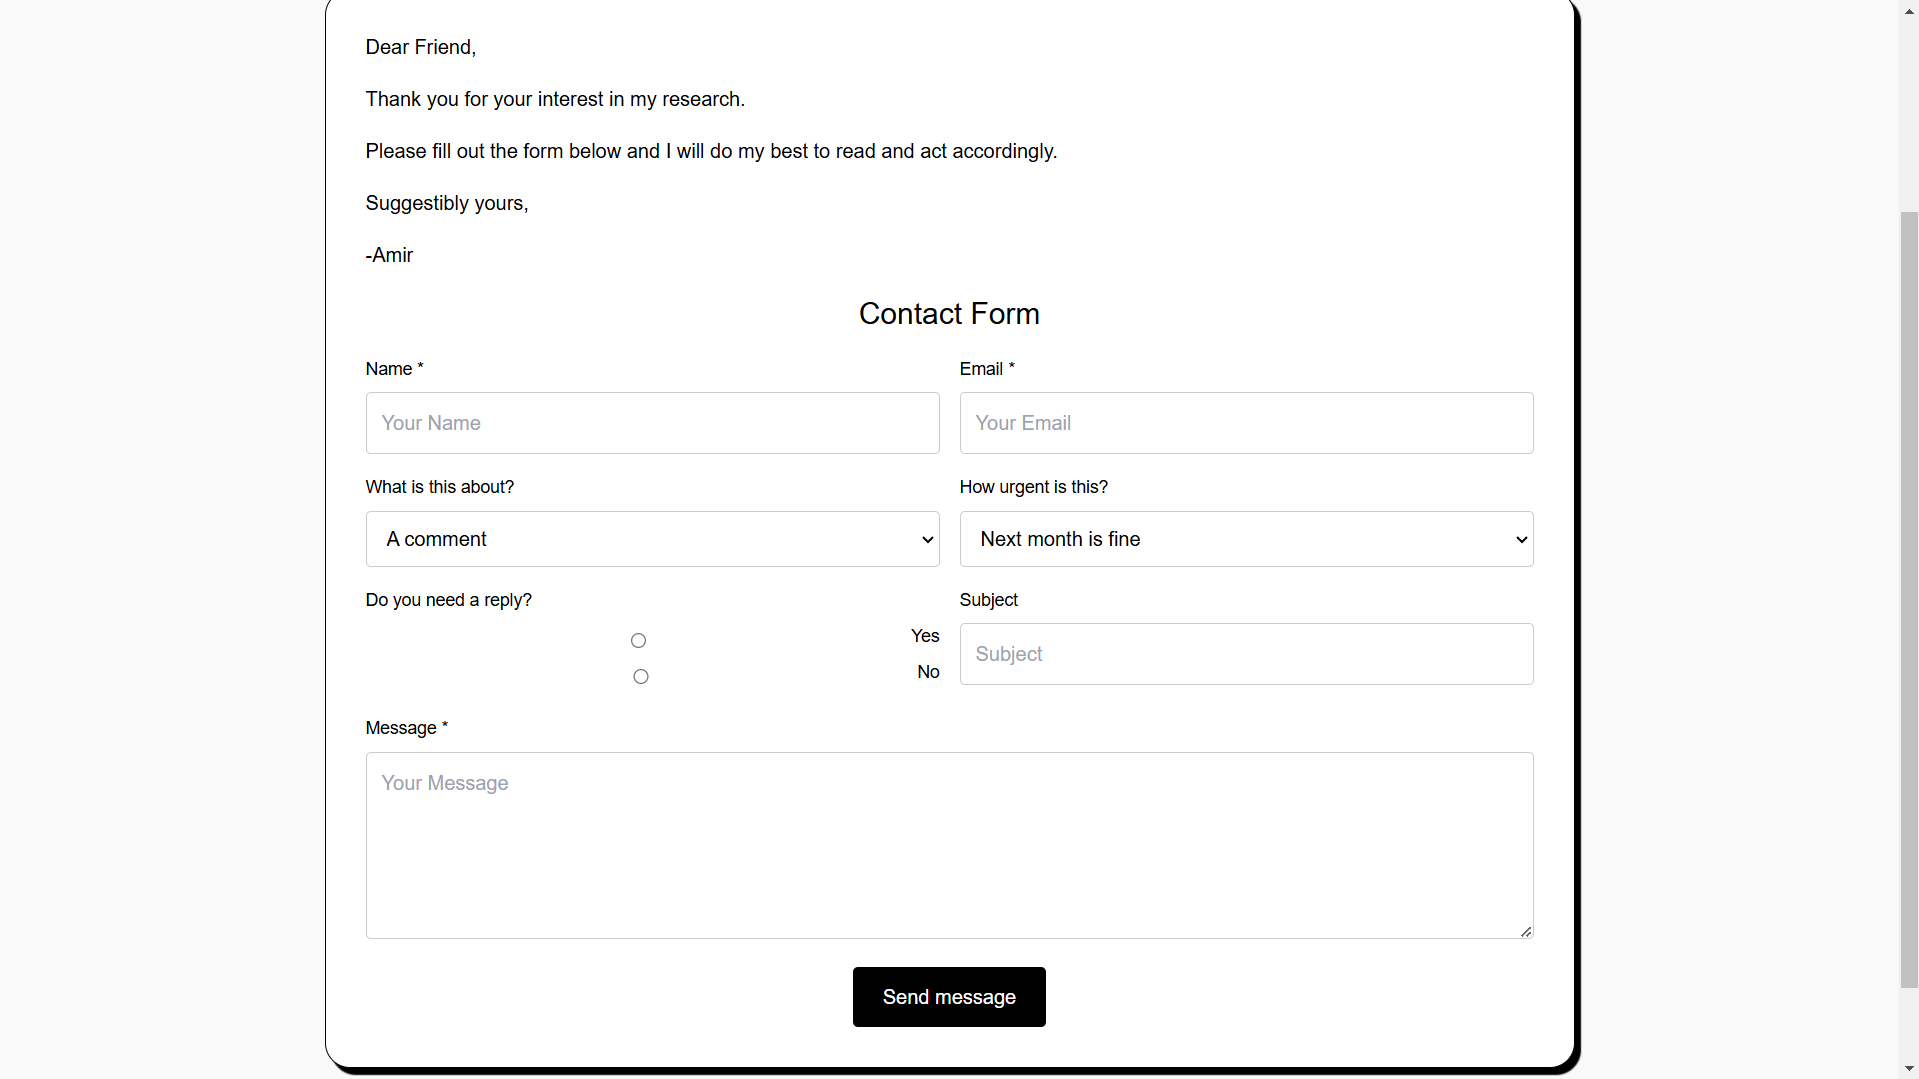 Dear Friend,
Thank you for your interest in my research.
Please fill out the form below and I will do my best to read and act accordingly.
Suggestibly yours,
-Amir
Contact Form
Name *
Email *
Your Name
Your Email
What is this about?
How urgent is this?
A comment
Next month is fine
Do you need a reply?
Subject
Yes
No
Subject
Message *
Your Message
Send message